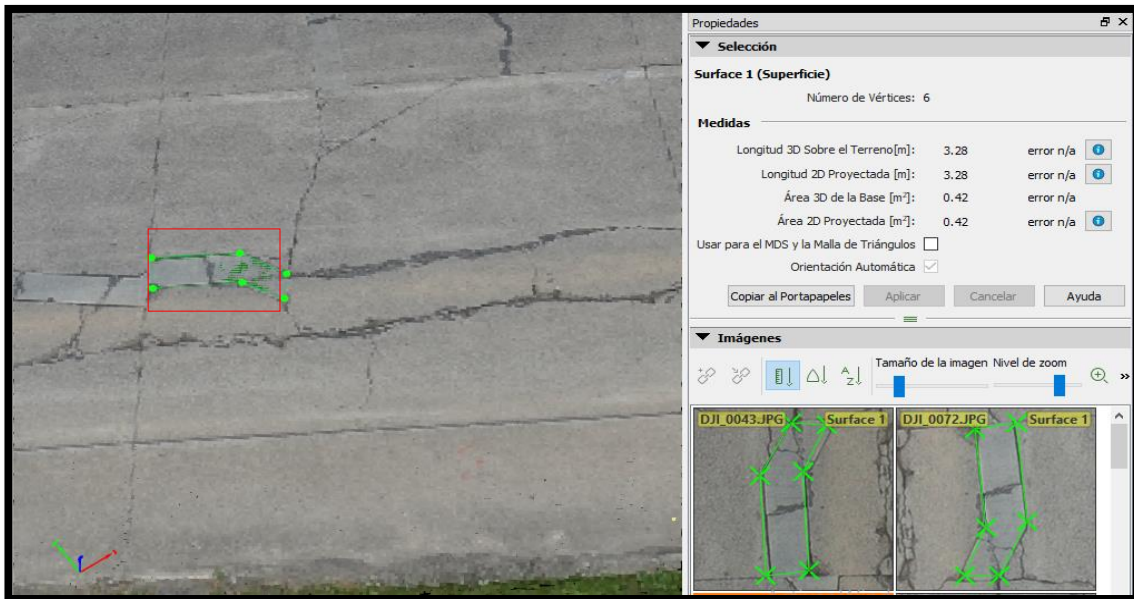 Propiedades
Selección
Surface 1 (Superficie)
Número de Vértices: 6
Medidas
Longitud 3D Sobre el Terreno[m]: 3.28 error n/a
Longitud 2D Proyectada [m]: 3.28 error n/a
Área 3D de la Base [m²]: 0.42 error n/a
Área 2D Proyectada [m²]: 0.42 error n/a
Usar para el MDS y la Malla de Triángulos
Orientación Automática
Copiar al Portapapeles Aplicar Cancelar Ayuda
Imágenes
Tamaño de la imagen Nivel de zoom
DJI_0043.JPG Surface 1 DJI_0072.JPG Surface 1